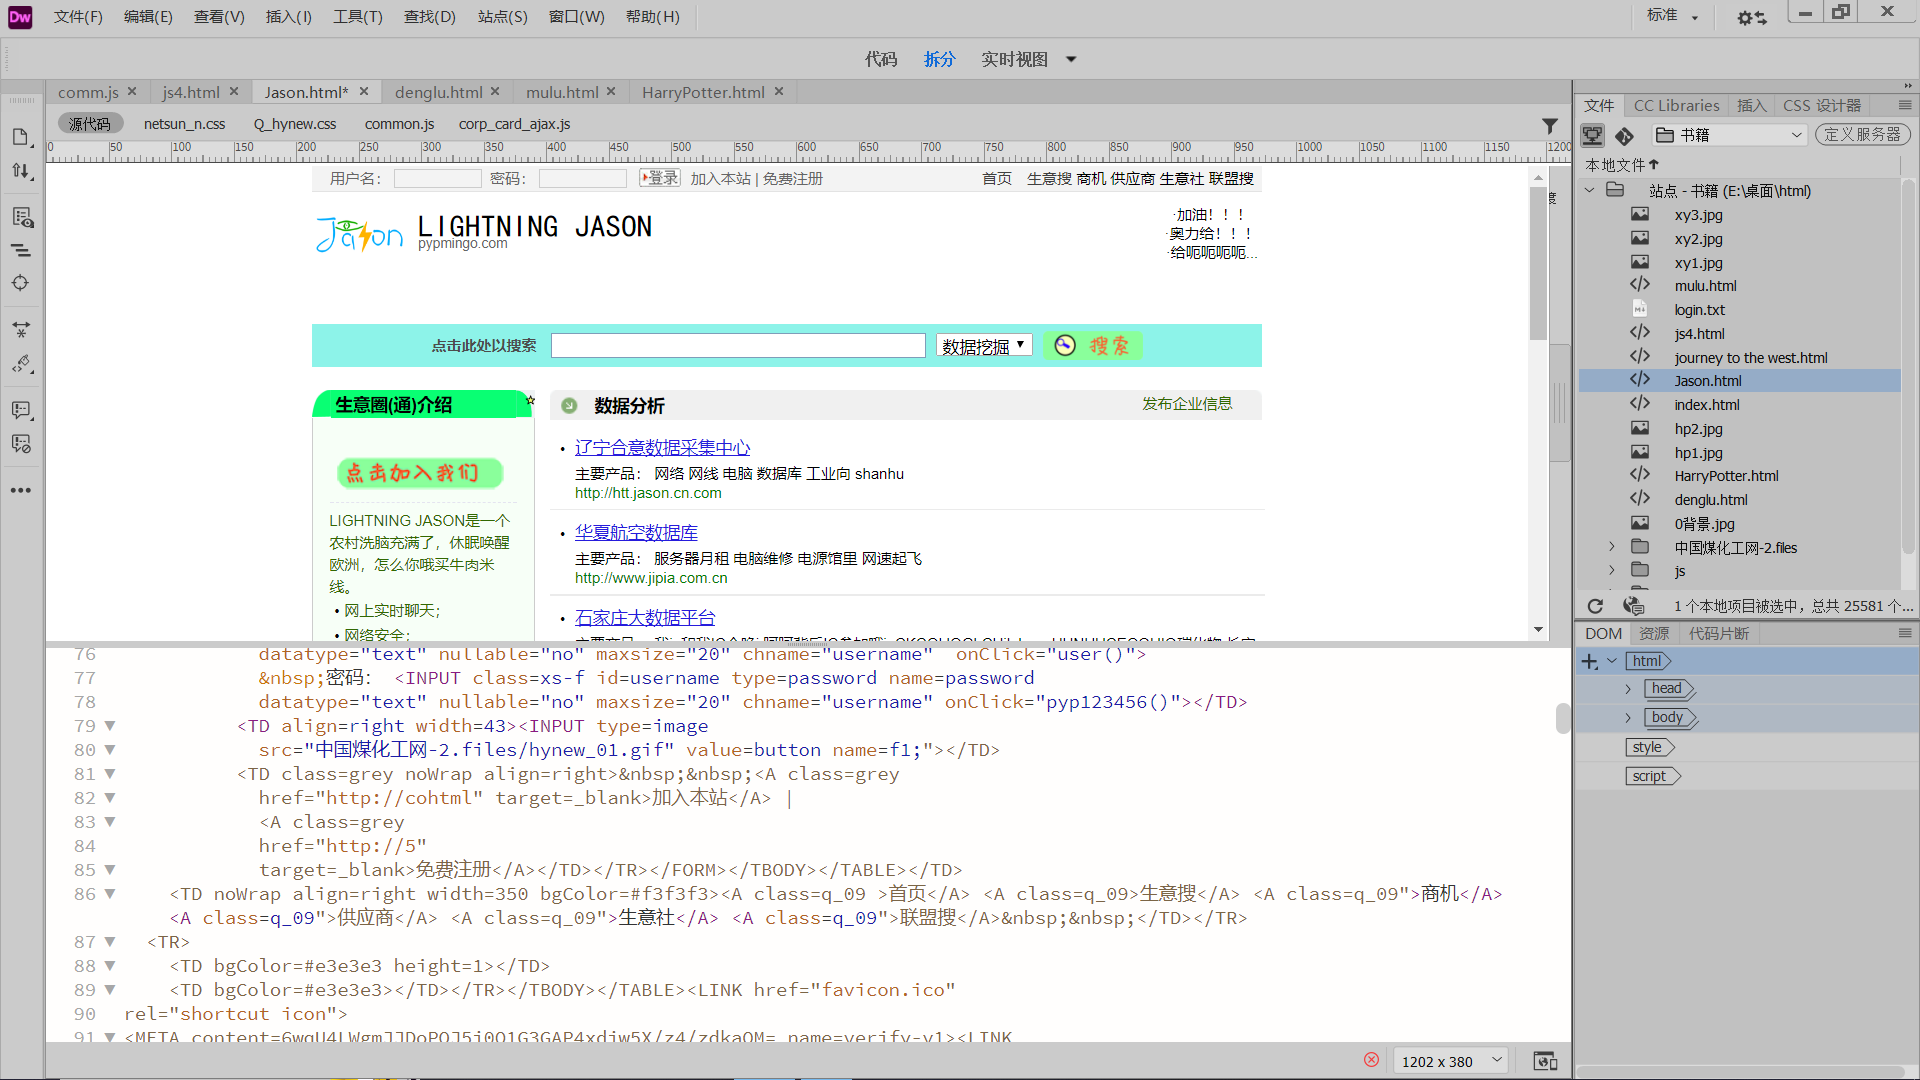 Dw 文件(F) 编辑(E) 查看(V) 插入(I) 工具(T) 查找(D) 站点(S) 窗口(W) 帮助(H) 标准
代码 拆分 实时视图
comm.js js4.html Jason.html* denglu.html mulu.html HarryPotter.html
源代码 netsun_n.css Q_hynew.css common.js corp_card_ajax.js
0 50 100 150 200 250 300 350 400 450 500 550 600 650 700 750 800 850 900 950 1000 1050 1100 1150 1200
用户名： 密码： 登录 加入本站 | 免费注册 首页 生意搜 商机 供应商 生意社 联盟搜
Jason LIGHTNING JASON
pypmingo.com
·加油！！！
·奥力给！！！
·给呃呃呃呃...
点击此处以搜索 数据挖掘 搜索
生意圈(通)介绍
点击加入我们
LIGHTNING JASON是一个
农村洗脑充满了，休眠唤醒
欧洲，怎么你哦买牛肉米
线。
• 网上实时聊天；
• 网络安全；
数据分析 发布企业信息
• 辽宁合意数据采集中心
主要产品： 网络 网线 电脑 数据库 工业向 shanhu
http://htt.jason.cn.com
• 华夏航空数据库
主要产品： 服务器月租 电脑维修 电源馆里 网速起飞
http://www.jipia.com.cn
• 石家庄大数据平台
76 datatype="text" nullable="no" maxsize="20" chname="username"  onClick="user()">
77 &nbsp;密码： <INPUT class=xs-f id=username type=password name=password
78 datatype="text" nullable="no" maxsize="20" chname="username" onClick="pyp123456()"></TD>
79 <TD align=right width=43><INPUT type=image
80 src="中国煤化工网-2.files/hynew_01.gif" value=button name=f1;"></TD>
81 <TD class=grey noWrap align=right>&nbsp;&nbsp;<A class=grey
82 href="http://cohtml" target=_blank>加入本站</A> |
83 <A class=grey
84 href="http://5"
85 target=_blank>免费注册</A></TD></TR></FORM></TBODY></TABLE></TD>
86 <TD noWrap align=right width=350 bgColor=#f3f3f3><A class=q_09 >首页</A> <A class=q_09>生意搜</A> <A class=q_09">商机</A>
<A class=q_09">供应商</A> <A class=q_09">生意社</A> <A class=q_09">联盟搜</A>&nbsp;&nbsp;</TD></TR>
87 <TR>
88 <TD bgColor=#e3e3e3 height=1></TD>
89 <TD bgColor=#e3e3e3></TD></TR></TBODY></TABLE><LINK href="favicon.ico"
90 rel="shortcut icon">
91 <META name=verify-v1><LINK
1202 x 380
文件 CC Libraries 插入 CSS 设计器
书籍 定义服务器
本地文件↑
站点 - 书籍 (E:\桌面\html)
xy3.jpg
xy2.jpg
xy1.jpg
mulu.html
login.txt
js4.html
journey to the west.html
Jason.html
index.html
hp2.jpg
hp1.jpg
HarryPotter.html
denglu.html
0背景.jpg
中国煤化工网-2.files
js
1 个本地项目被选中，总共 25581 个...
DOM 资源 代码片断
html
head
body
style
script